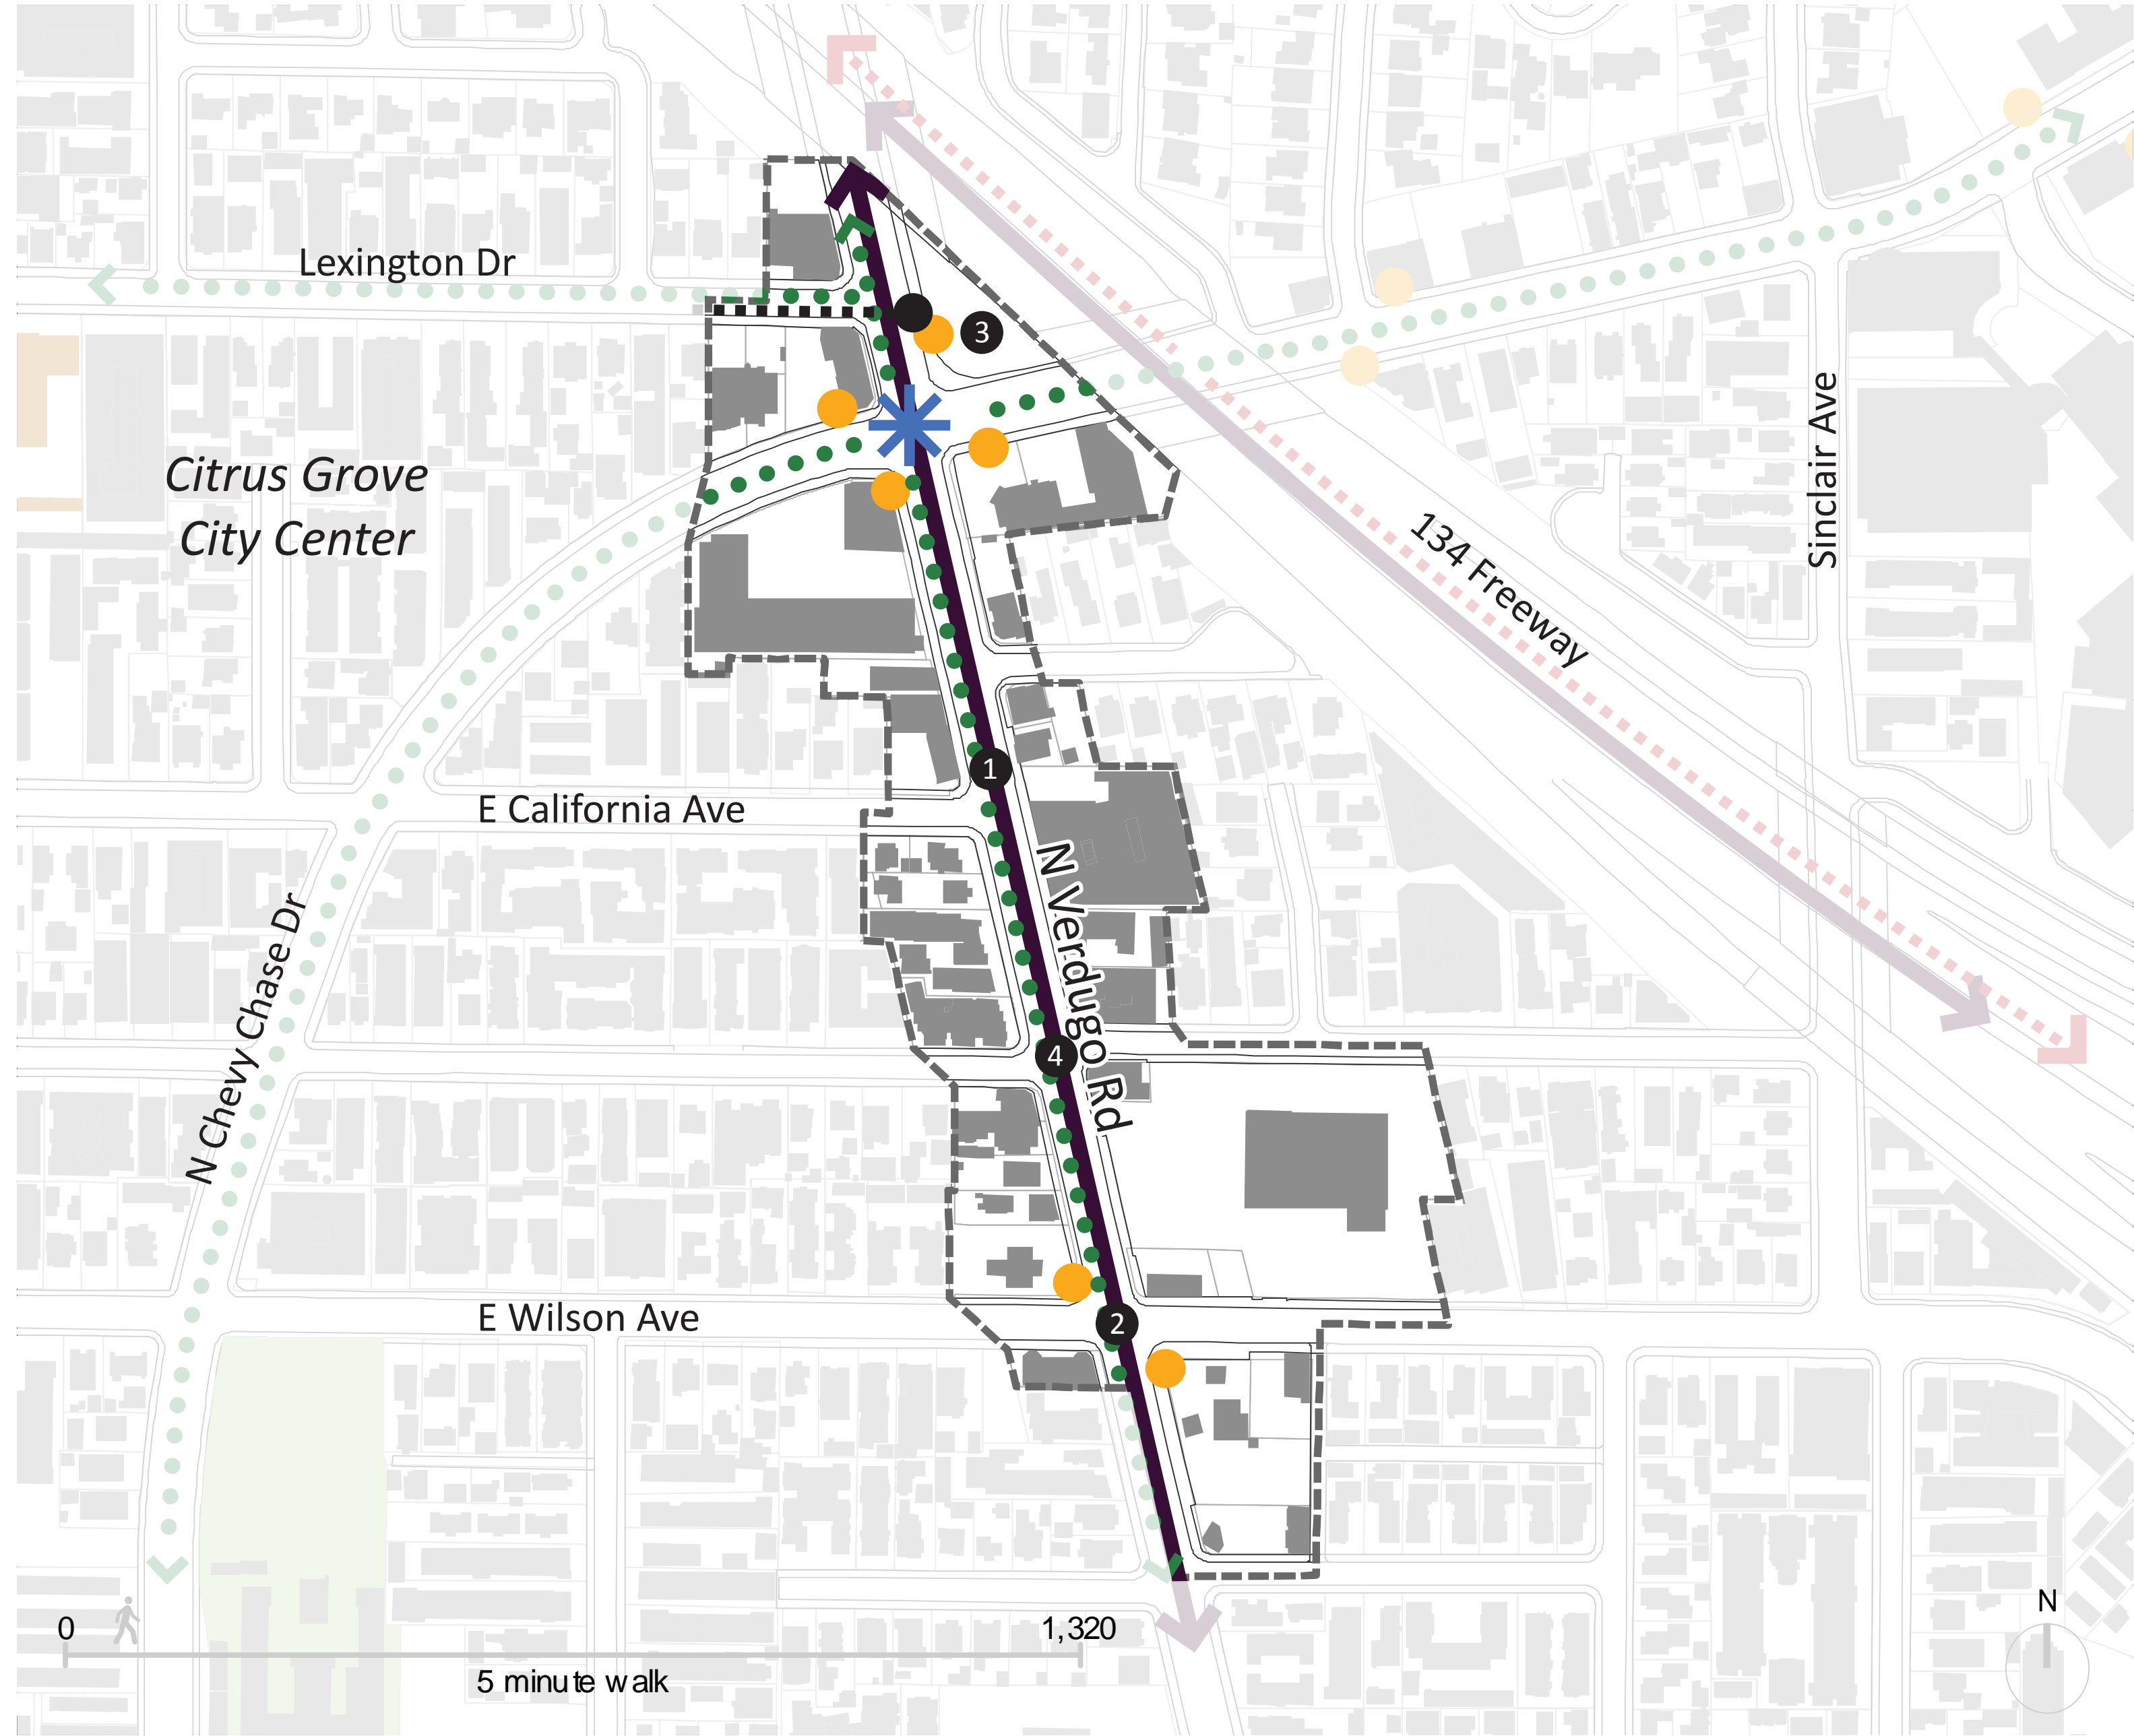 Lexington Dr
3
Citrus Grove
City Center
134 Freeway
Sinclair Ave
1
E California Ave
N Verdugo Rd
N Chevy Chase Dr
4
E Wilson Ave
2
0
1,320
5 minute walk
N